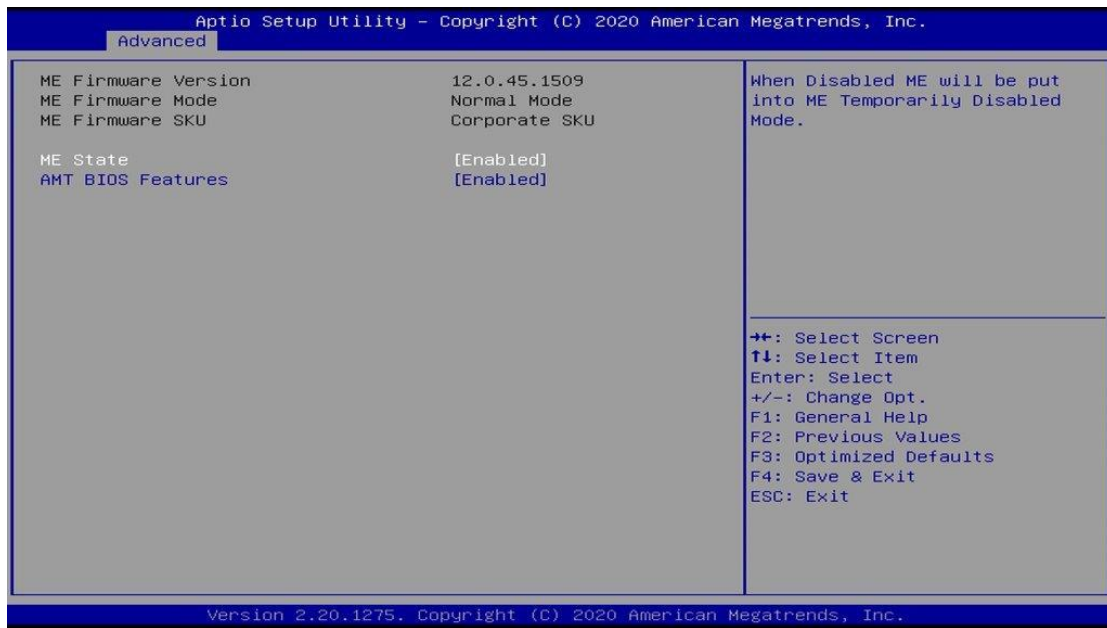 Aptio Setup Utility – Copyright (C) 2020 American Megatrends, Inc.
Advanced
ME Firmware Version 12.0.45.1509
ME Firmware Mode Normal Mode
ME Firmware SKU Corporate SKU
ME State [Enabled]
AMT BIOS Features [Enabled]
When Disabled ME will be put
into ME Temporarily Disabled
Mode.
→←: Select Screen
↑↓: Select Item
Enter: Select
+/-: Change Opt.
F1: General Help
F2: Previous Values
F3: Optimized Defaults
F4: Save & Exit
ESC: Exit
Version 2.20.1275. Copyright (C) 2020 American Megatrends, Inc.